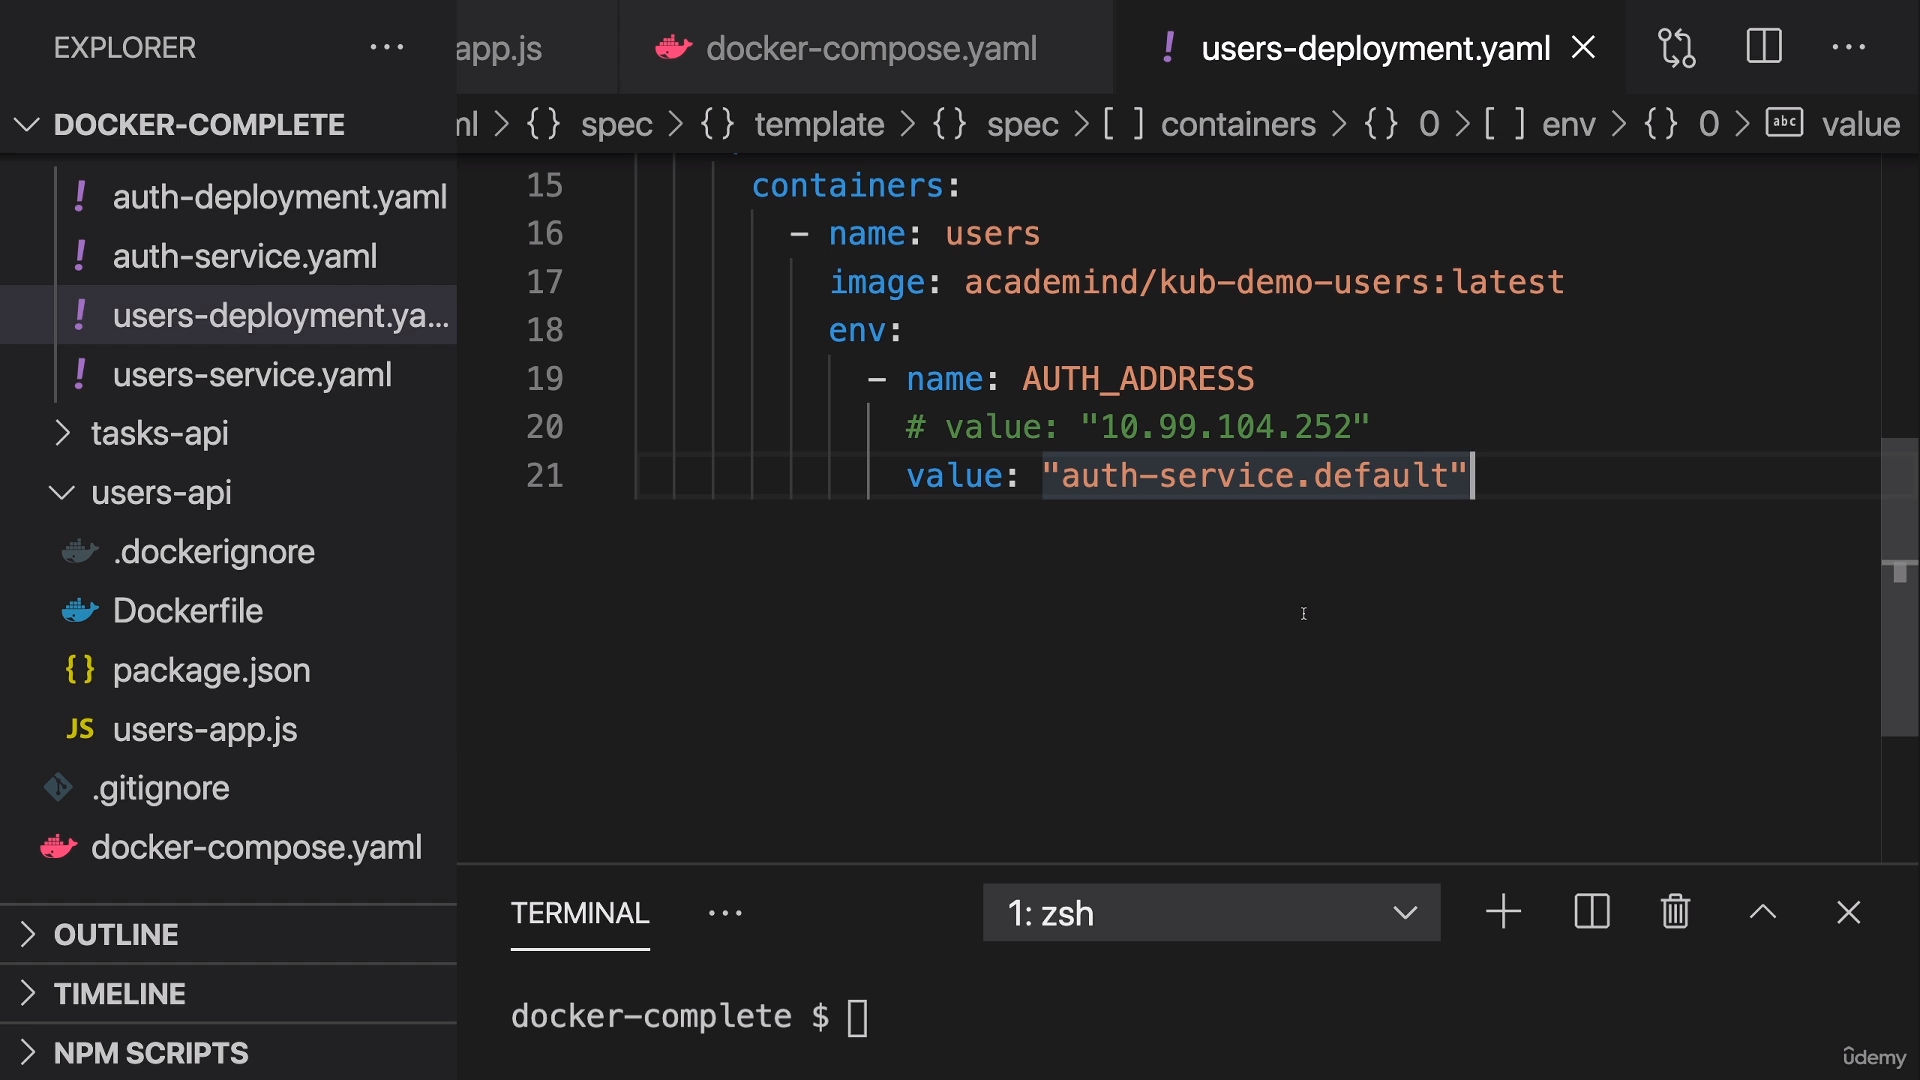 EXPLORER
app.js
docker-compose.yaml
! users-deployment.yaml
DOCKER-COMPLETE
ml > {} spec > {} template > {} spec > [ ] containers > {} 0 > [ ] env > {} 0 > abc value
! auth-deployment.yaml
! auth-service.yaml
! users-deployment.ya...
! users-service.yaml
tasks-api
users-api
.dockerignore
Dockerfile
{} package.json
JS users-app.js
.gitignore
docker-compose.yaml
OUTLINE
TIMELINE
NPM SCRIPTS
15 containers:
16 - name: users
17 image: academind/kub-demo-users:latest
18 env:
19 - name: AUTH_ADDRESS
20 # value: "10.99.104.252"
21 value: "auth-service.default"
TERMINAL
1: zsh
docker-complete $
ûdemy